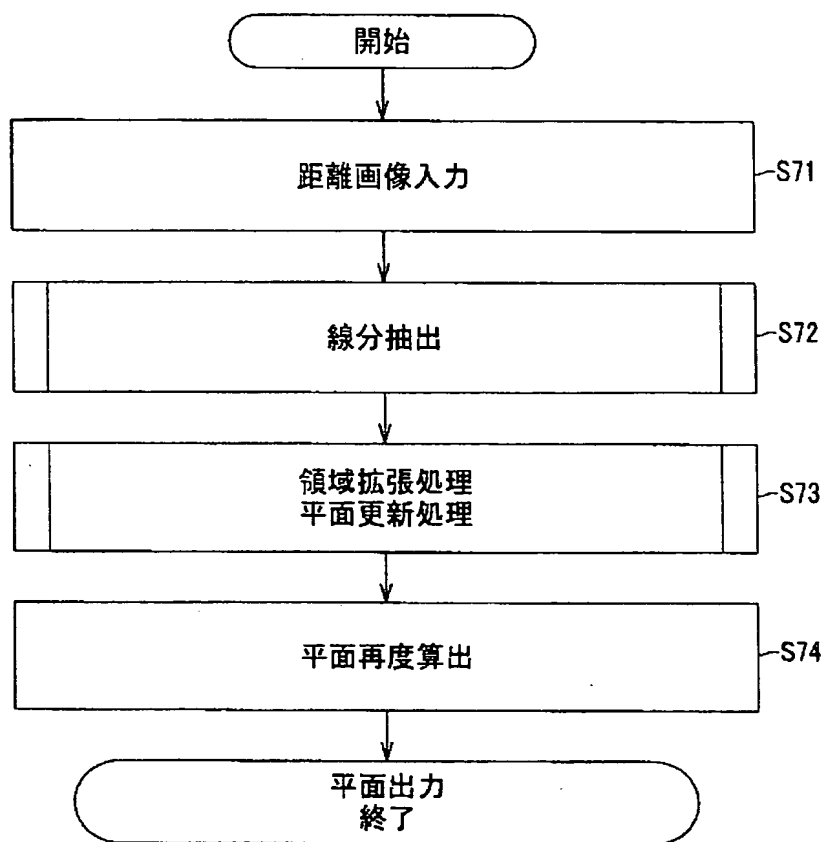 開始
距離画像入力
S71
線分抽出
S72
領域拡張処理
平面更新処理
S73
平面再度算出
S74
平面出力
終了